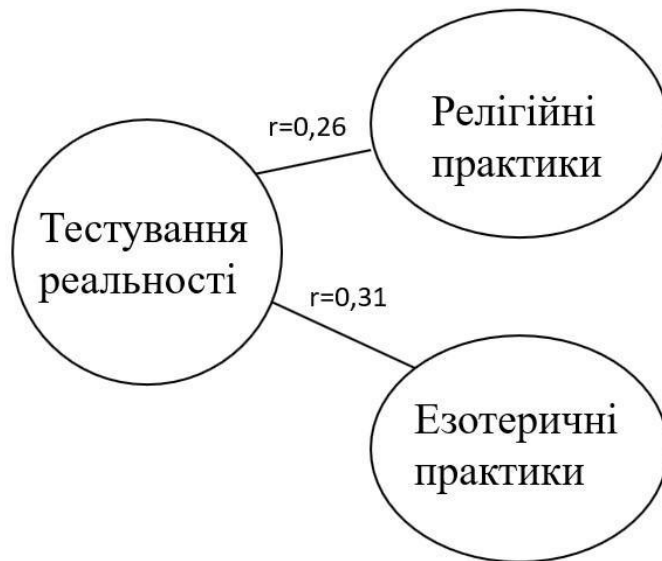 r=0,26
Релігійні
практики
Тестування
реальності
r=0,31
Езотеричні
практики